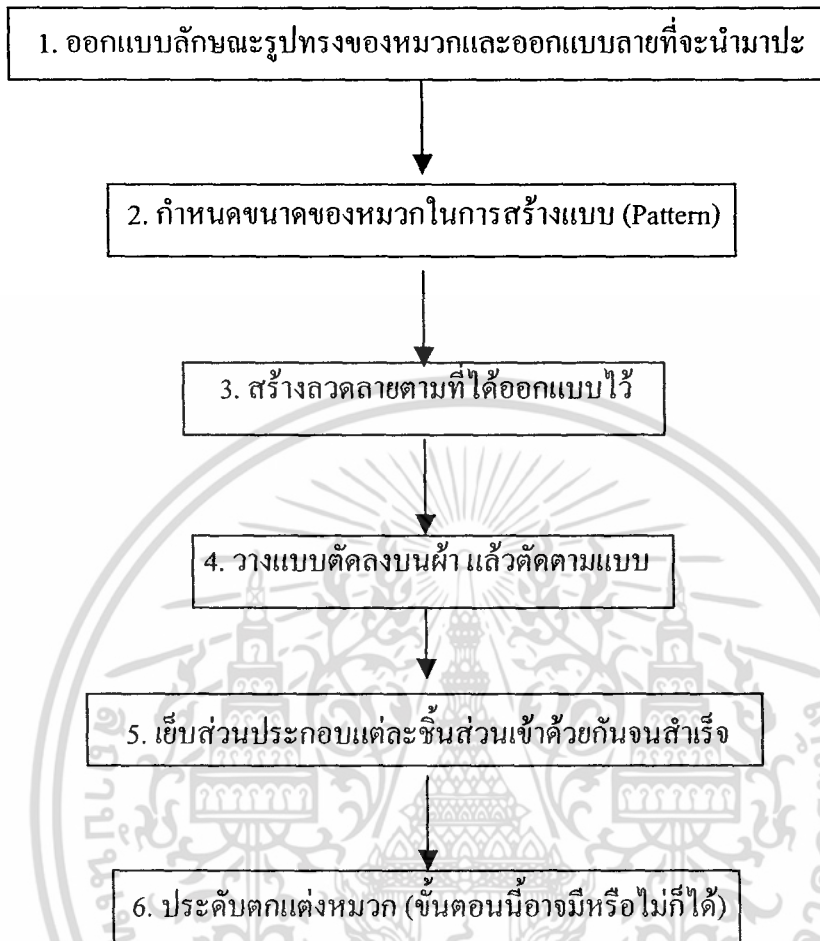 1. ออกแบบลักษณะรูปทรงของหมวกและออกแบบลายที่จะนำมาปะ
2. กำหนดขนาดของหมวกในการสร้างแบบ (Pattern)
3. สร้างลวดลายตามที่ได้ออกแบบไว้
4. วางแบบตัดลงบนผ้า แล้วตัดตามแบบ
5. เย็บส่วนประกอบแต่ละชิ้นส่วนเข้าด้วยกันจนสำเร็จ
6. ประดับตกแต่งหมวก (ขั้นตอนนี้อาจมีหรือไม่ก็ได้)